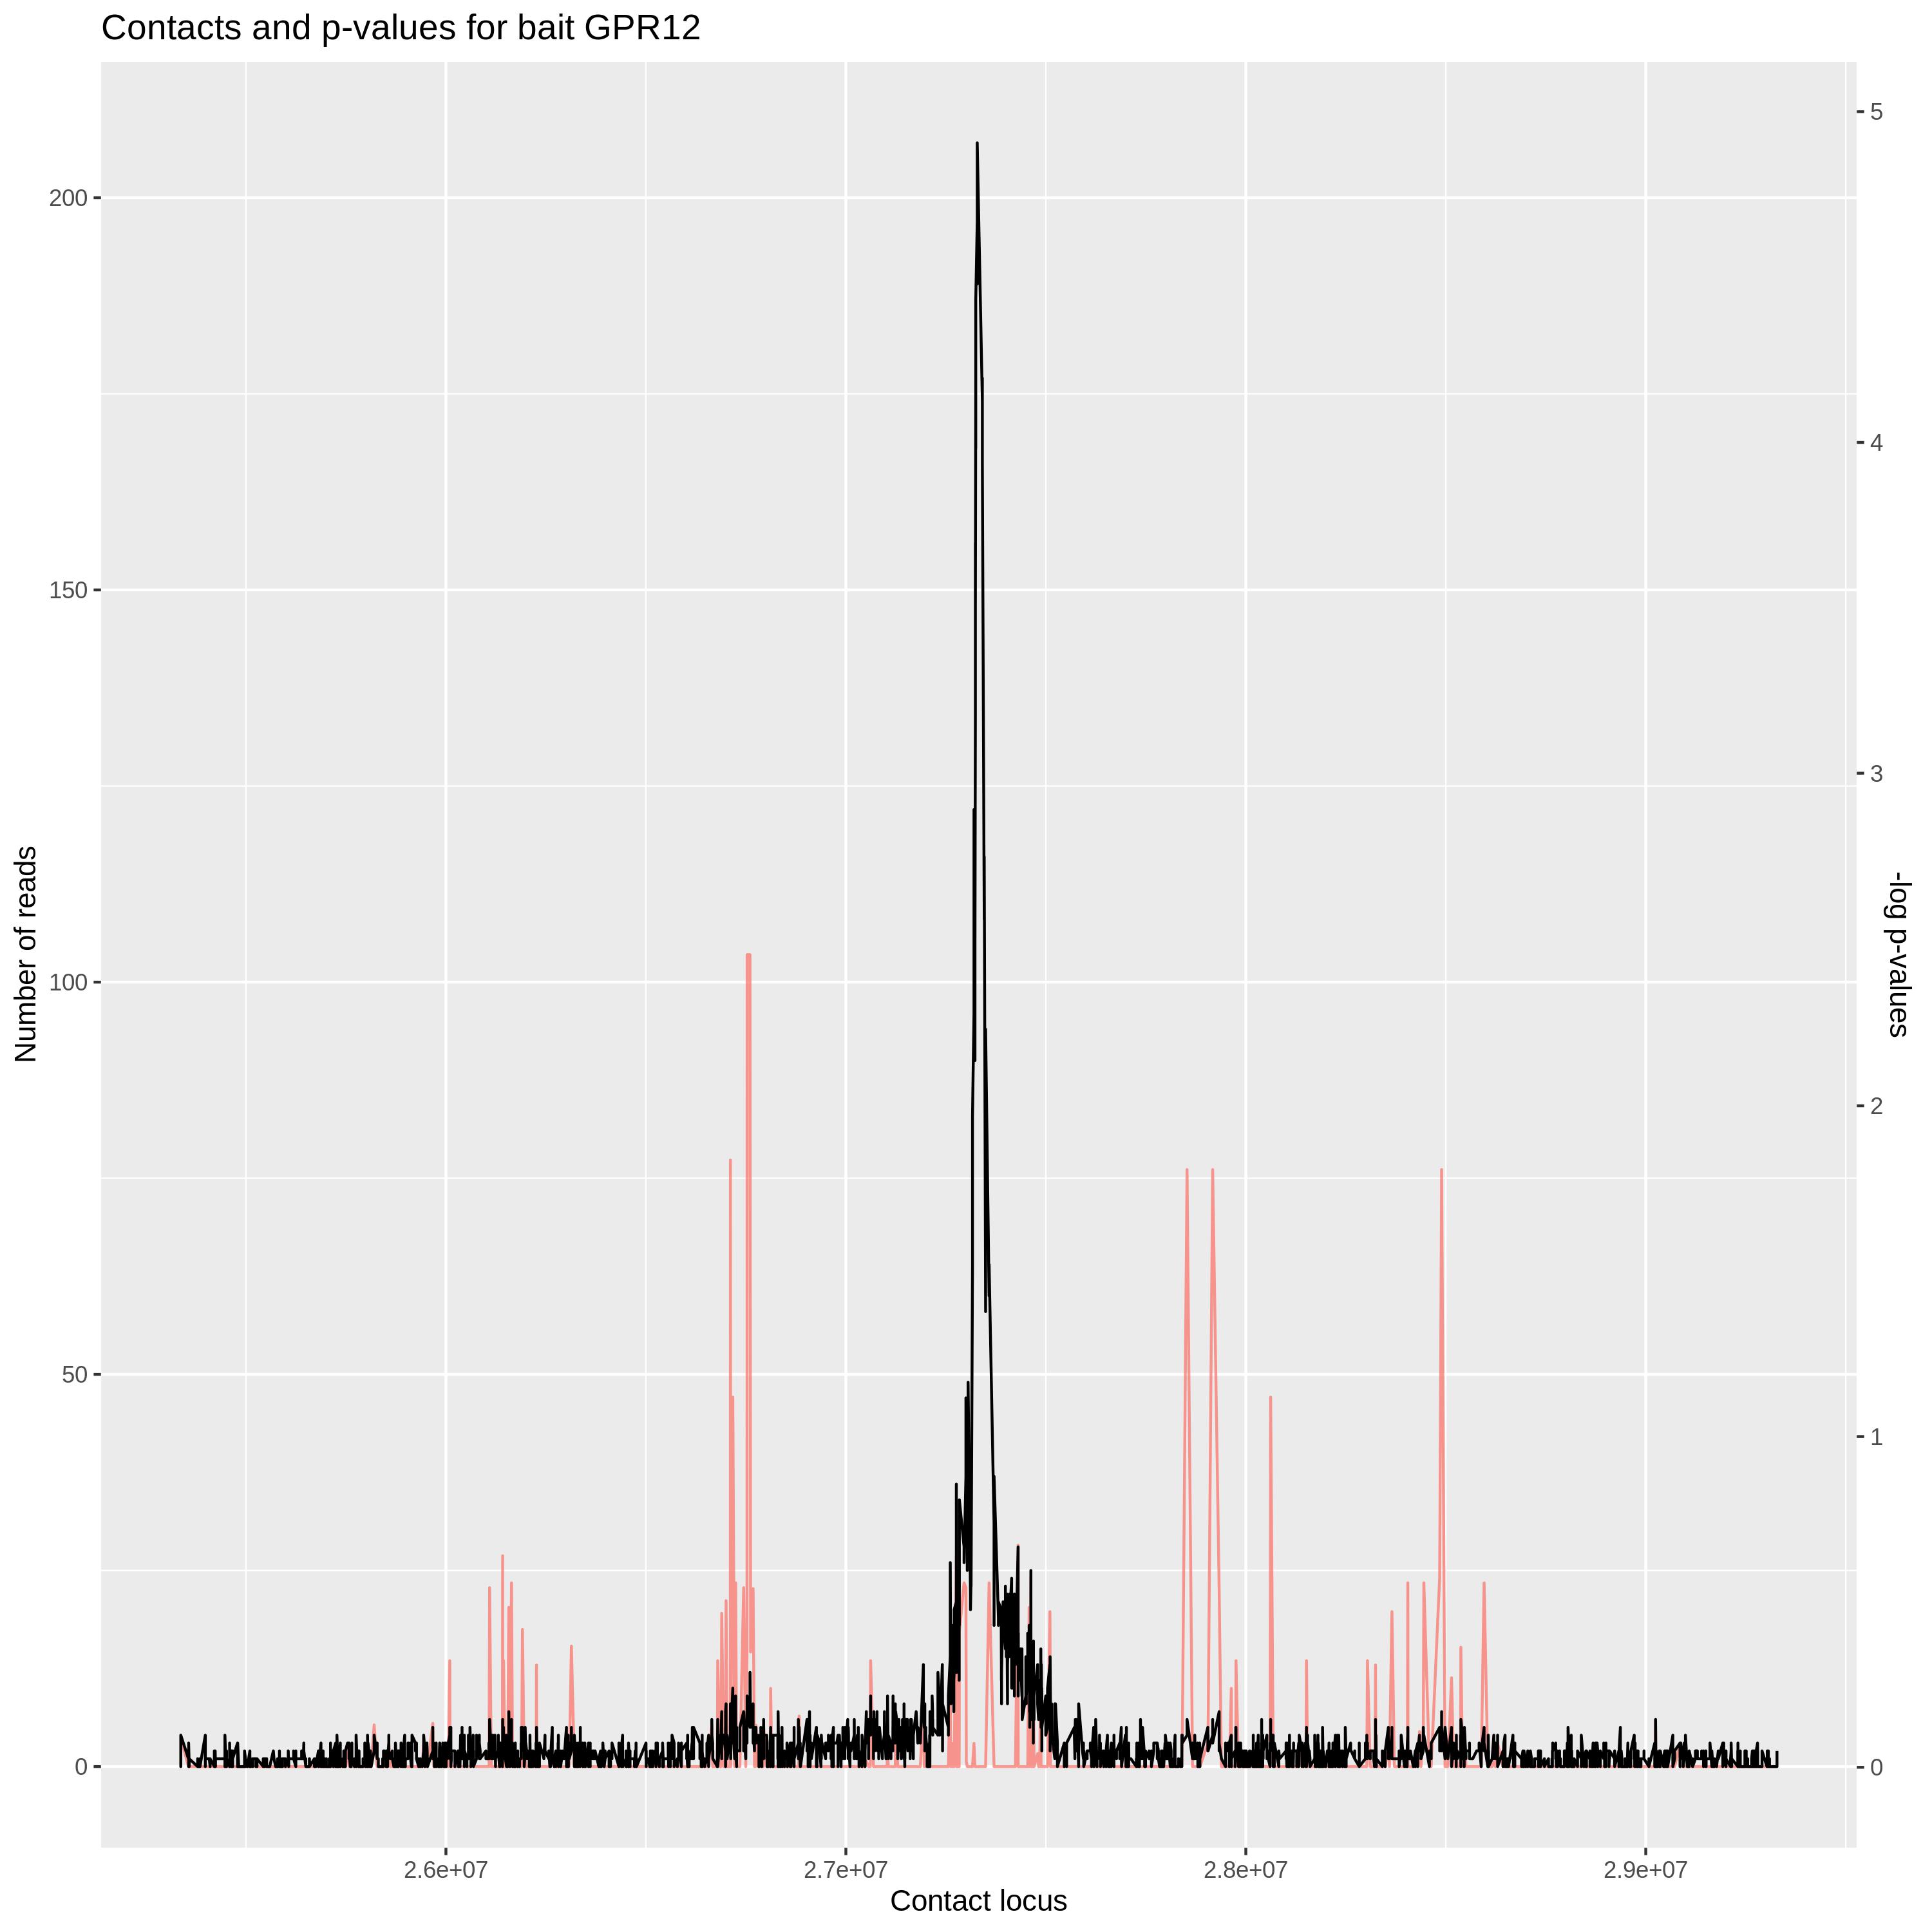 Contacts and p-values for bait GPR12
200
150
100
50
0
Number of reads
5
4
3
2
1
0
-log p-values
2.6e+07
2.7e+07
2.8e+07
2.9e+07
Contact locus